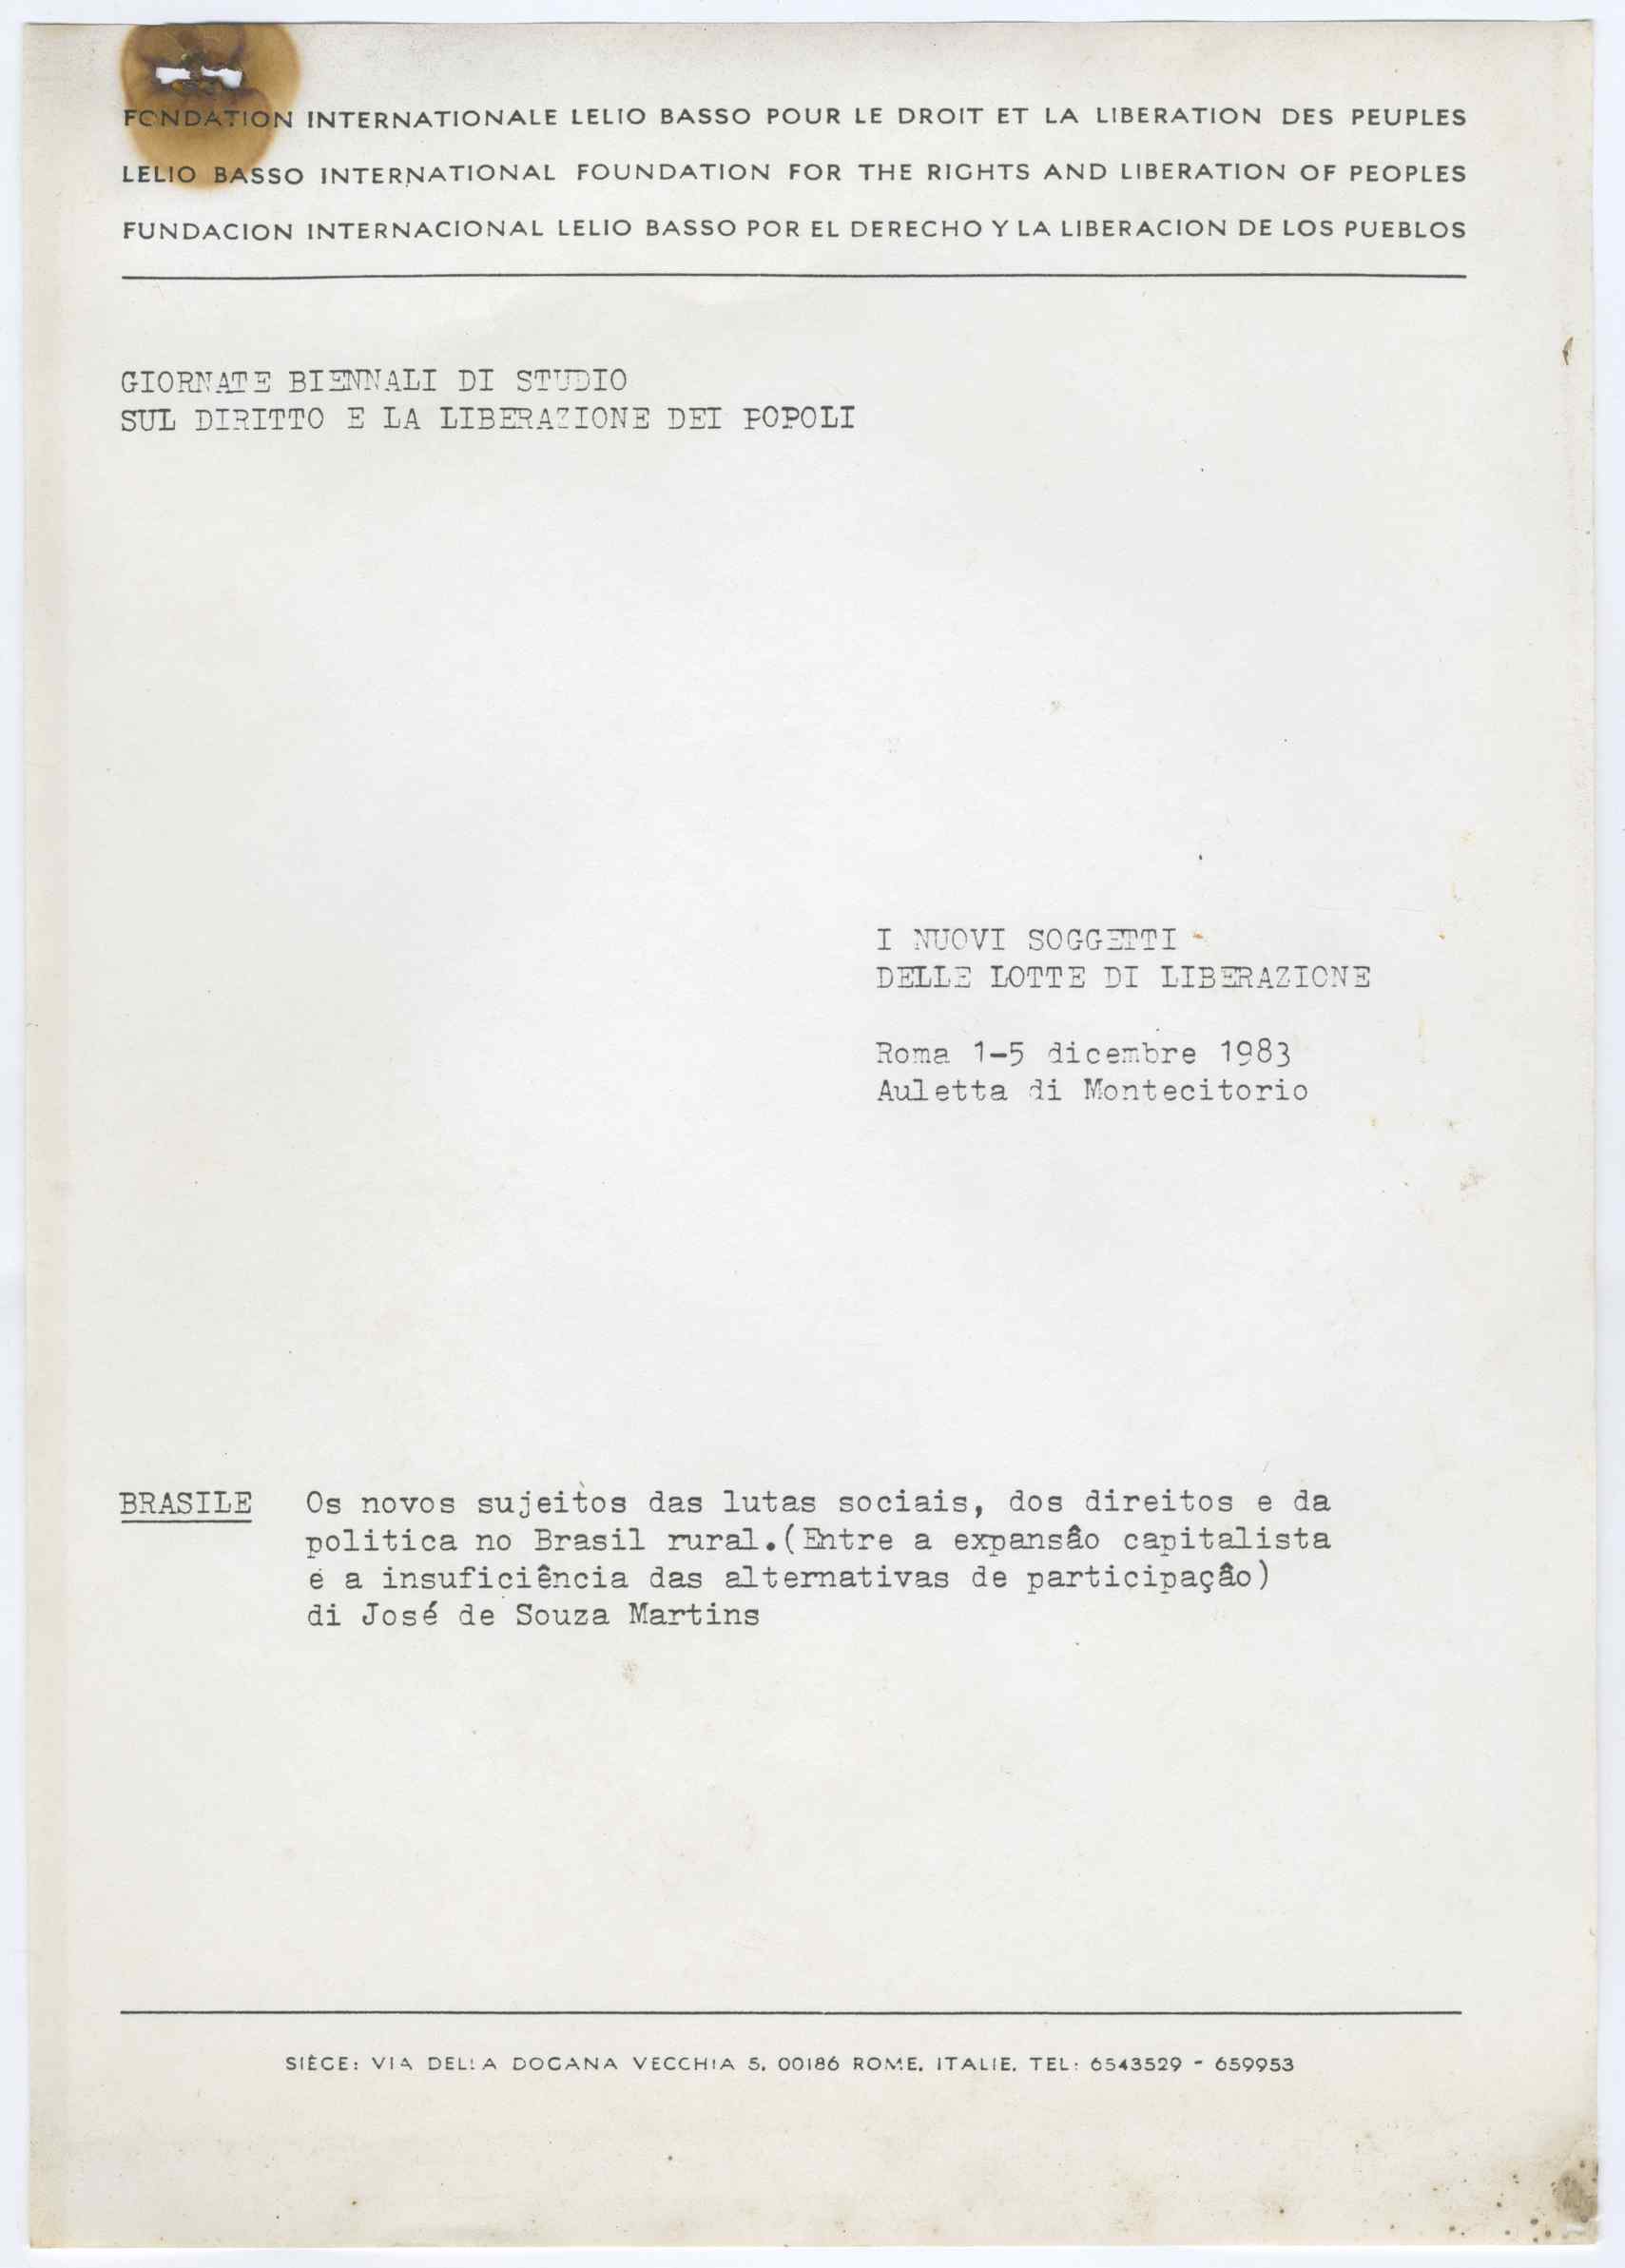 FONDATION INTERNATIONALE LELIO BASSO POUR LE DROIT ET LA LIBERATION DES PEUPLES
LELIO BASSO INTERNATIONAL FOUNDATION FOR THE RIGHTS AND LIBERATION OF PEOPLES
FUNDACION INTERNACIONAL LELIO BASSO POR EL DERECHO Y LA LIBERACION DE LOS PUEBLOS
GIORNATE BIENNALI DI STUDIO
SUL DIRITTO E LA LIBERAZIONE DEI POPOLI
I NUOVI SOGGETTI
DELLE LOTTE DI LIBERAZIONE
Roma 1-5 dicembre 1983
Auletta di Montecitorio
BRASILE Os novos sujeitos das lutas sociais, dos direitos e da
politica no Brasil rural.(Entre a expansâo capitalista
e a insuficiência das alternativas de participaçâo)
di José de Souza Martins
SIÈGE: VIA DELLA DOGANA VECCHIA 5, 00186 ROME, ITALIE, TEL: 6543529 - 659953